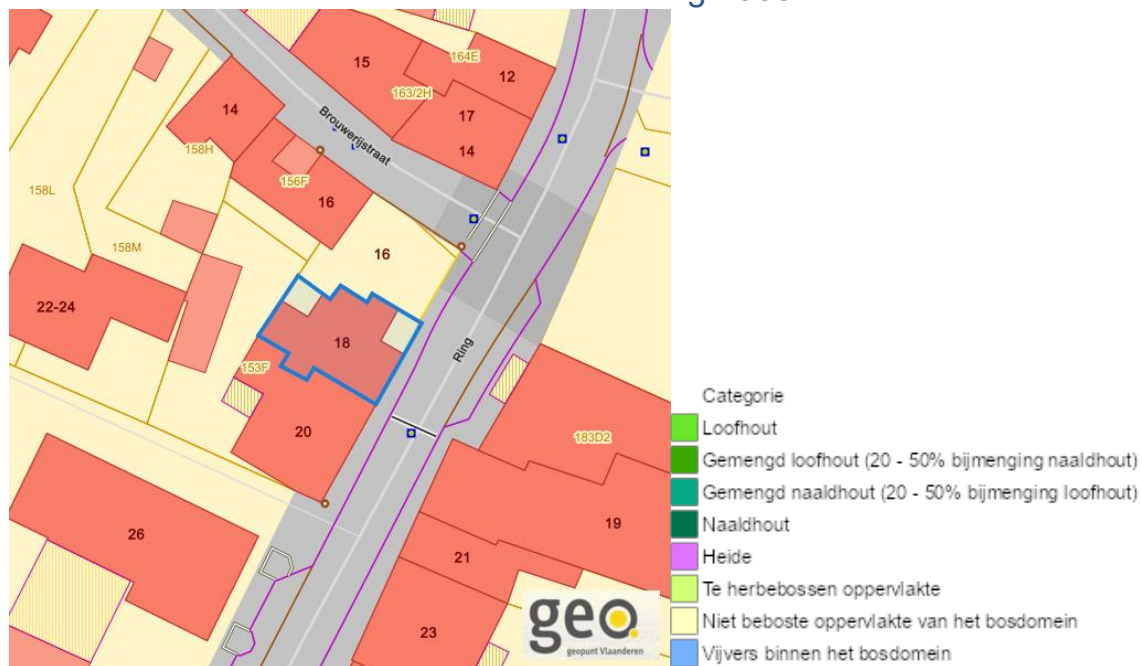 15
164E
12
163/2H
17
14
14
Brouwerijstraat
158H
156F
16
158L
158M
16
22-24
18
Ring
153F
20
183D2
26
19
21
23
geo
geopunt Vlaanderen
Categorie
Loofhout
Gemengd loofhout (20 - 50% bijmenging naaldhout)
Gemengd naaldhout (20 - 50% bijmenging loofhout)
Naaldhout
Heide
Te herbebossen oppervlakte
Niet beboste oppervlakte van het bosdomein
Vijvers binnen het bosdomein